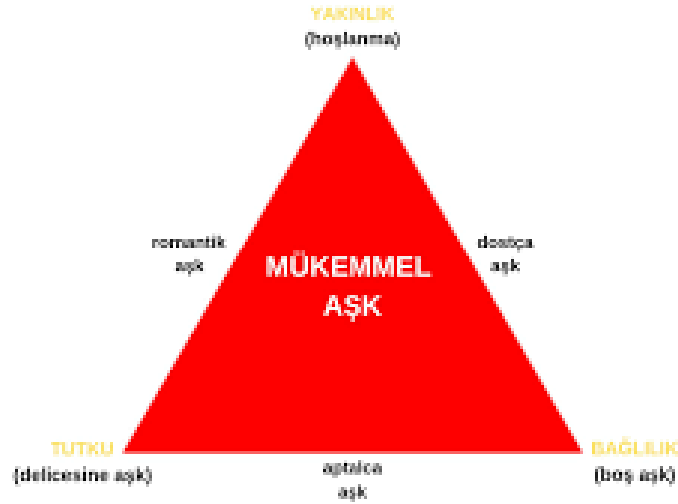 YAKINLIK
(hoşlanma)
romantik
aşk
dostça
aşk
MÜKEMMEL
AŞK
TUTKU
(delicesine aşk)
BAĞLILIK
(boş aşk)
aptalca
aşk